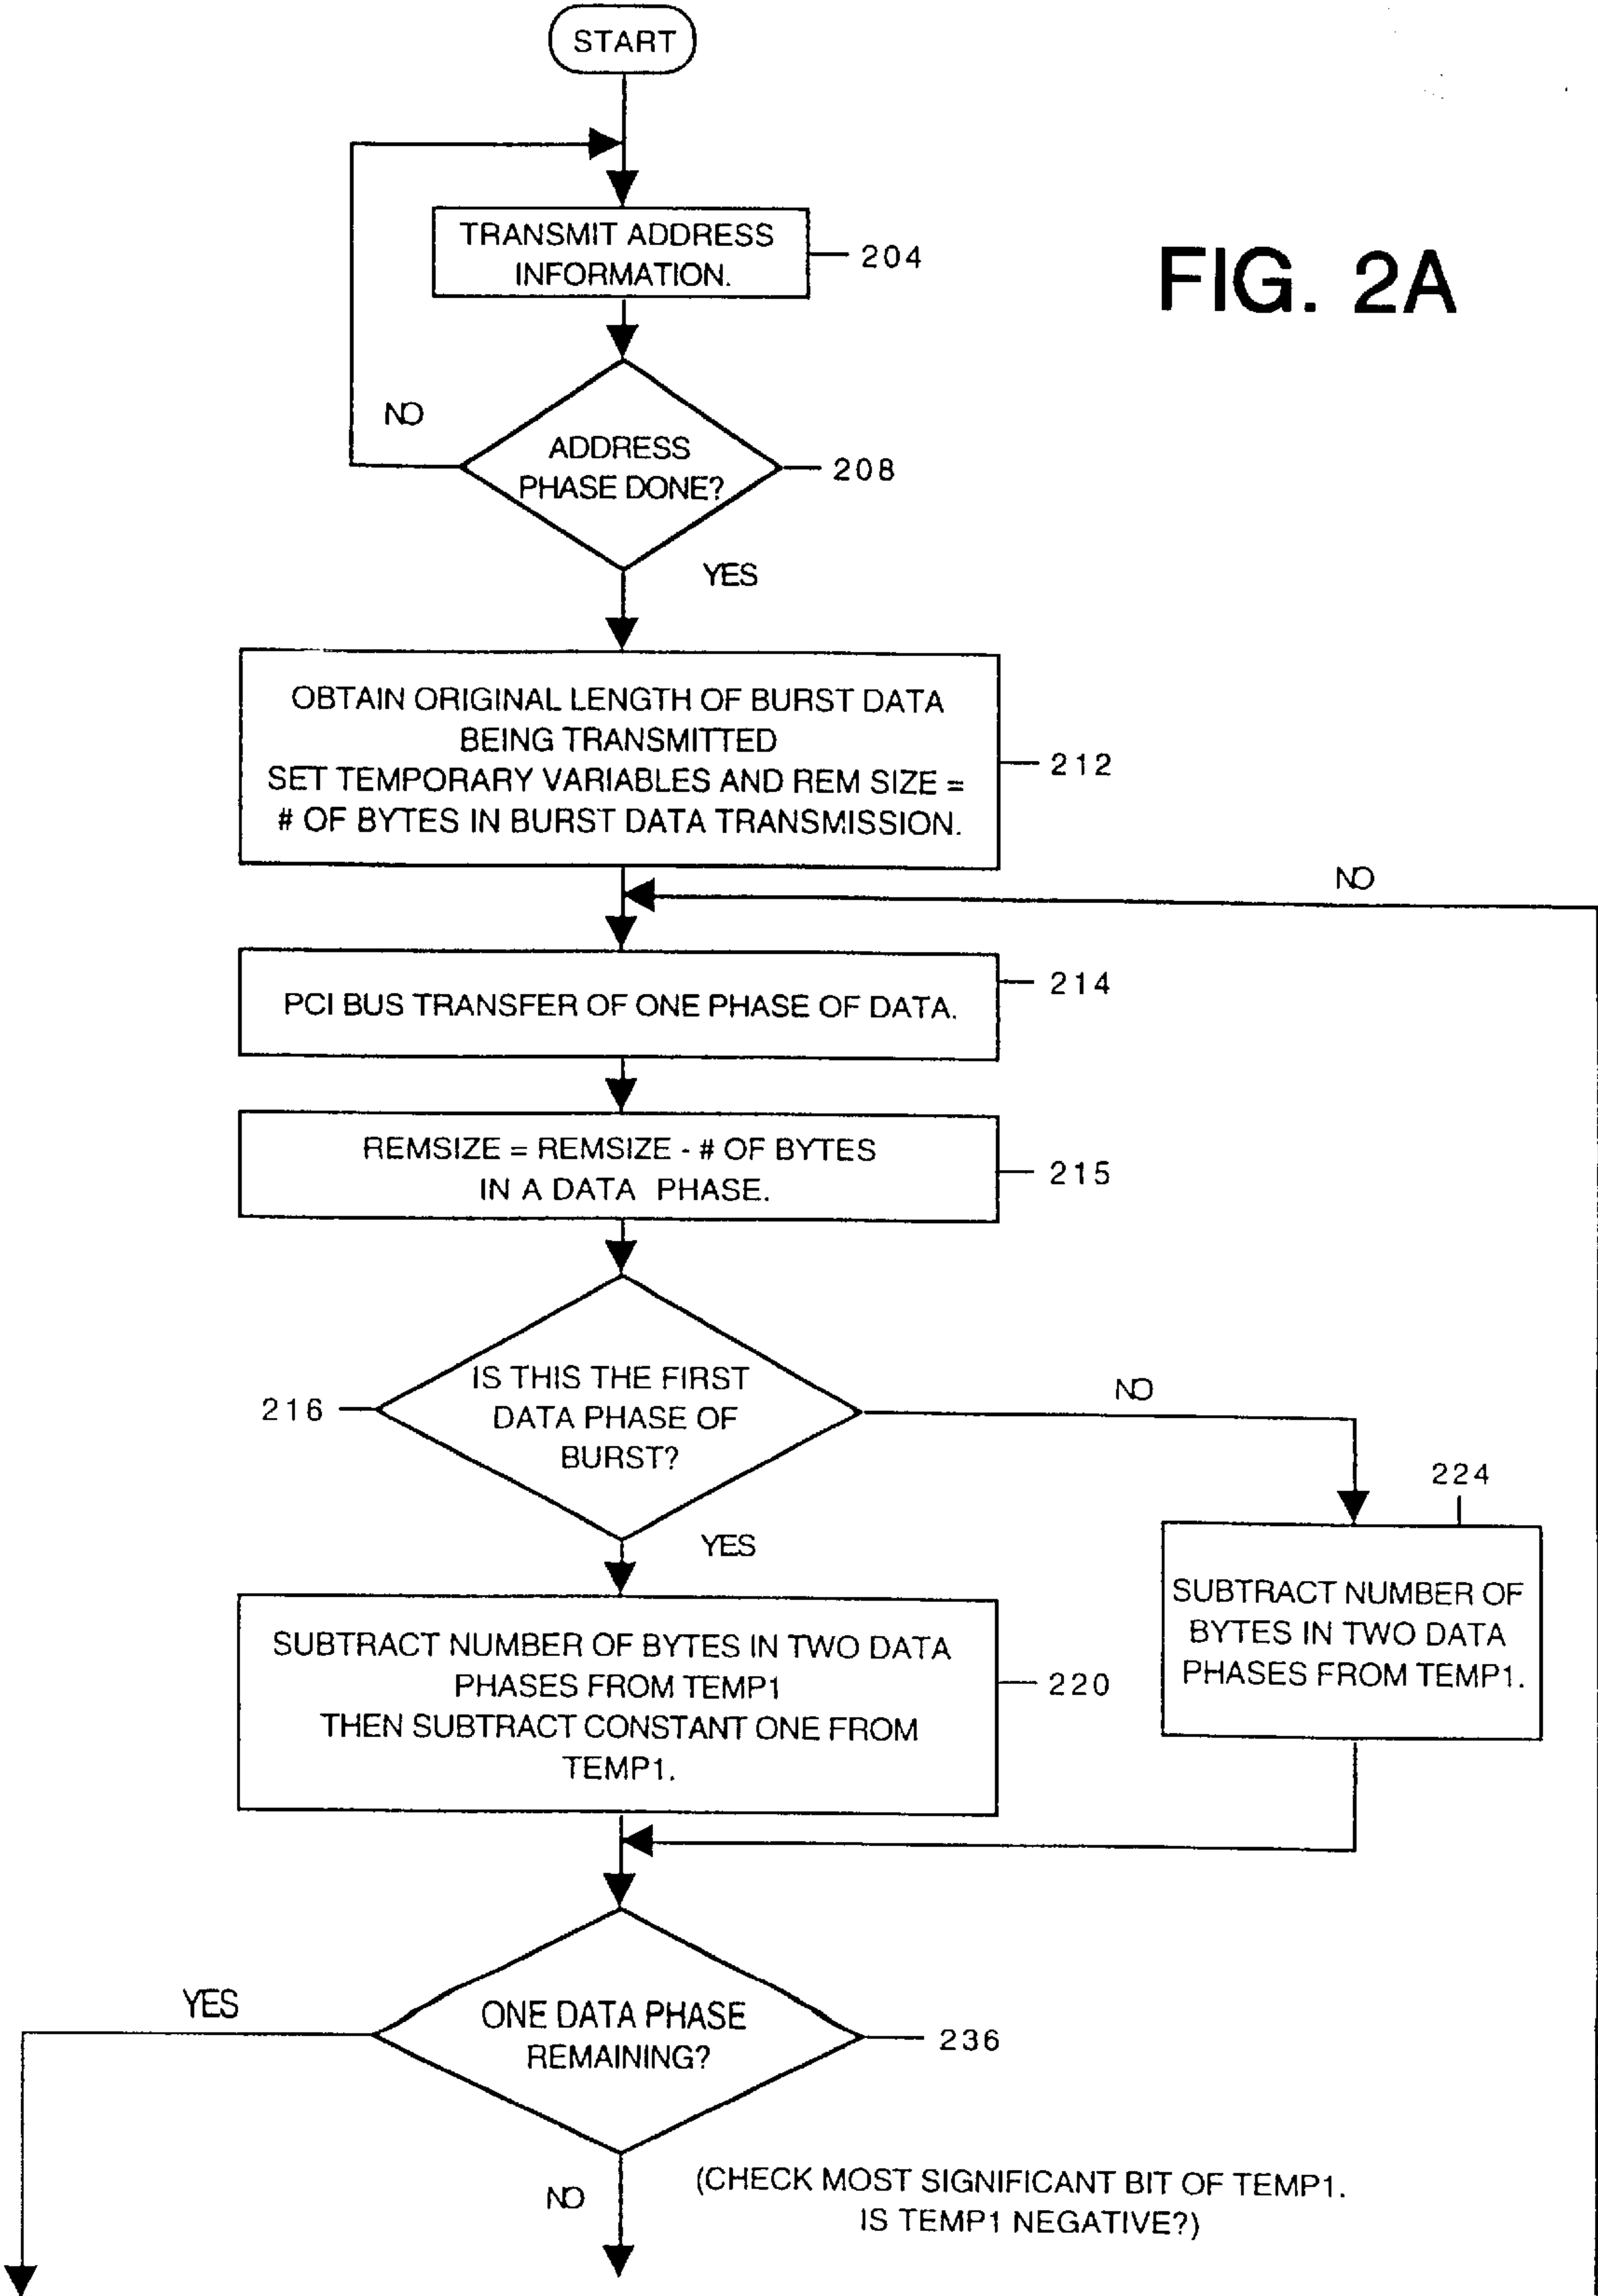 START
TRANSMIT ADDRESS
INFORMATION.
204
FIG. 2A
NO
ADDRESS
PHASE DONE?
208
YES
OBTAIN ORIGINAL LENGTH OF BURST DATA
BEING TRANSMITTED
SET TEMPORARY VARIABLES AND REM SIZE =
# OF BYTES IN BURST DATA TRANSMISSION.
212
NO
PCI BUS TRANSFER OF ONE PHASE OF DATA.
214
REMSIZE = REMSIZE - # OF BYTES
IN A DATA PHASE.
215
IS THIS THE FIRST
DATA PHASE OF
BURST?
216
NO
224
YES
SUBTRACT NUMBER OF
BYTES IN TWO DATA
PHASES FROM TEMP1.
SUBTRACT NUMBER OF BYTES IN TWO DATA
PHASES FROM TEMP1
THEN SUBTRACT CONSTANT ONE FROM
TEMP1.
220
YES
ONE DATA PHASE
REMAINING?
236
NO
(CHECK MOST SIGNIFICANT BIT OF TEMP1.
IS TEMP1 NEGATIVE?)